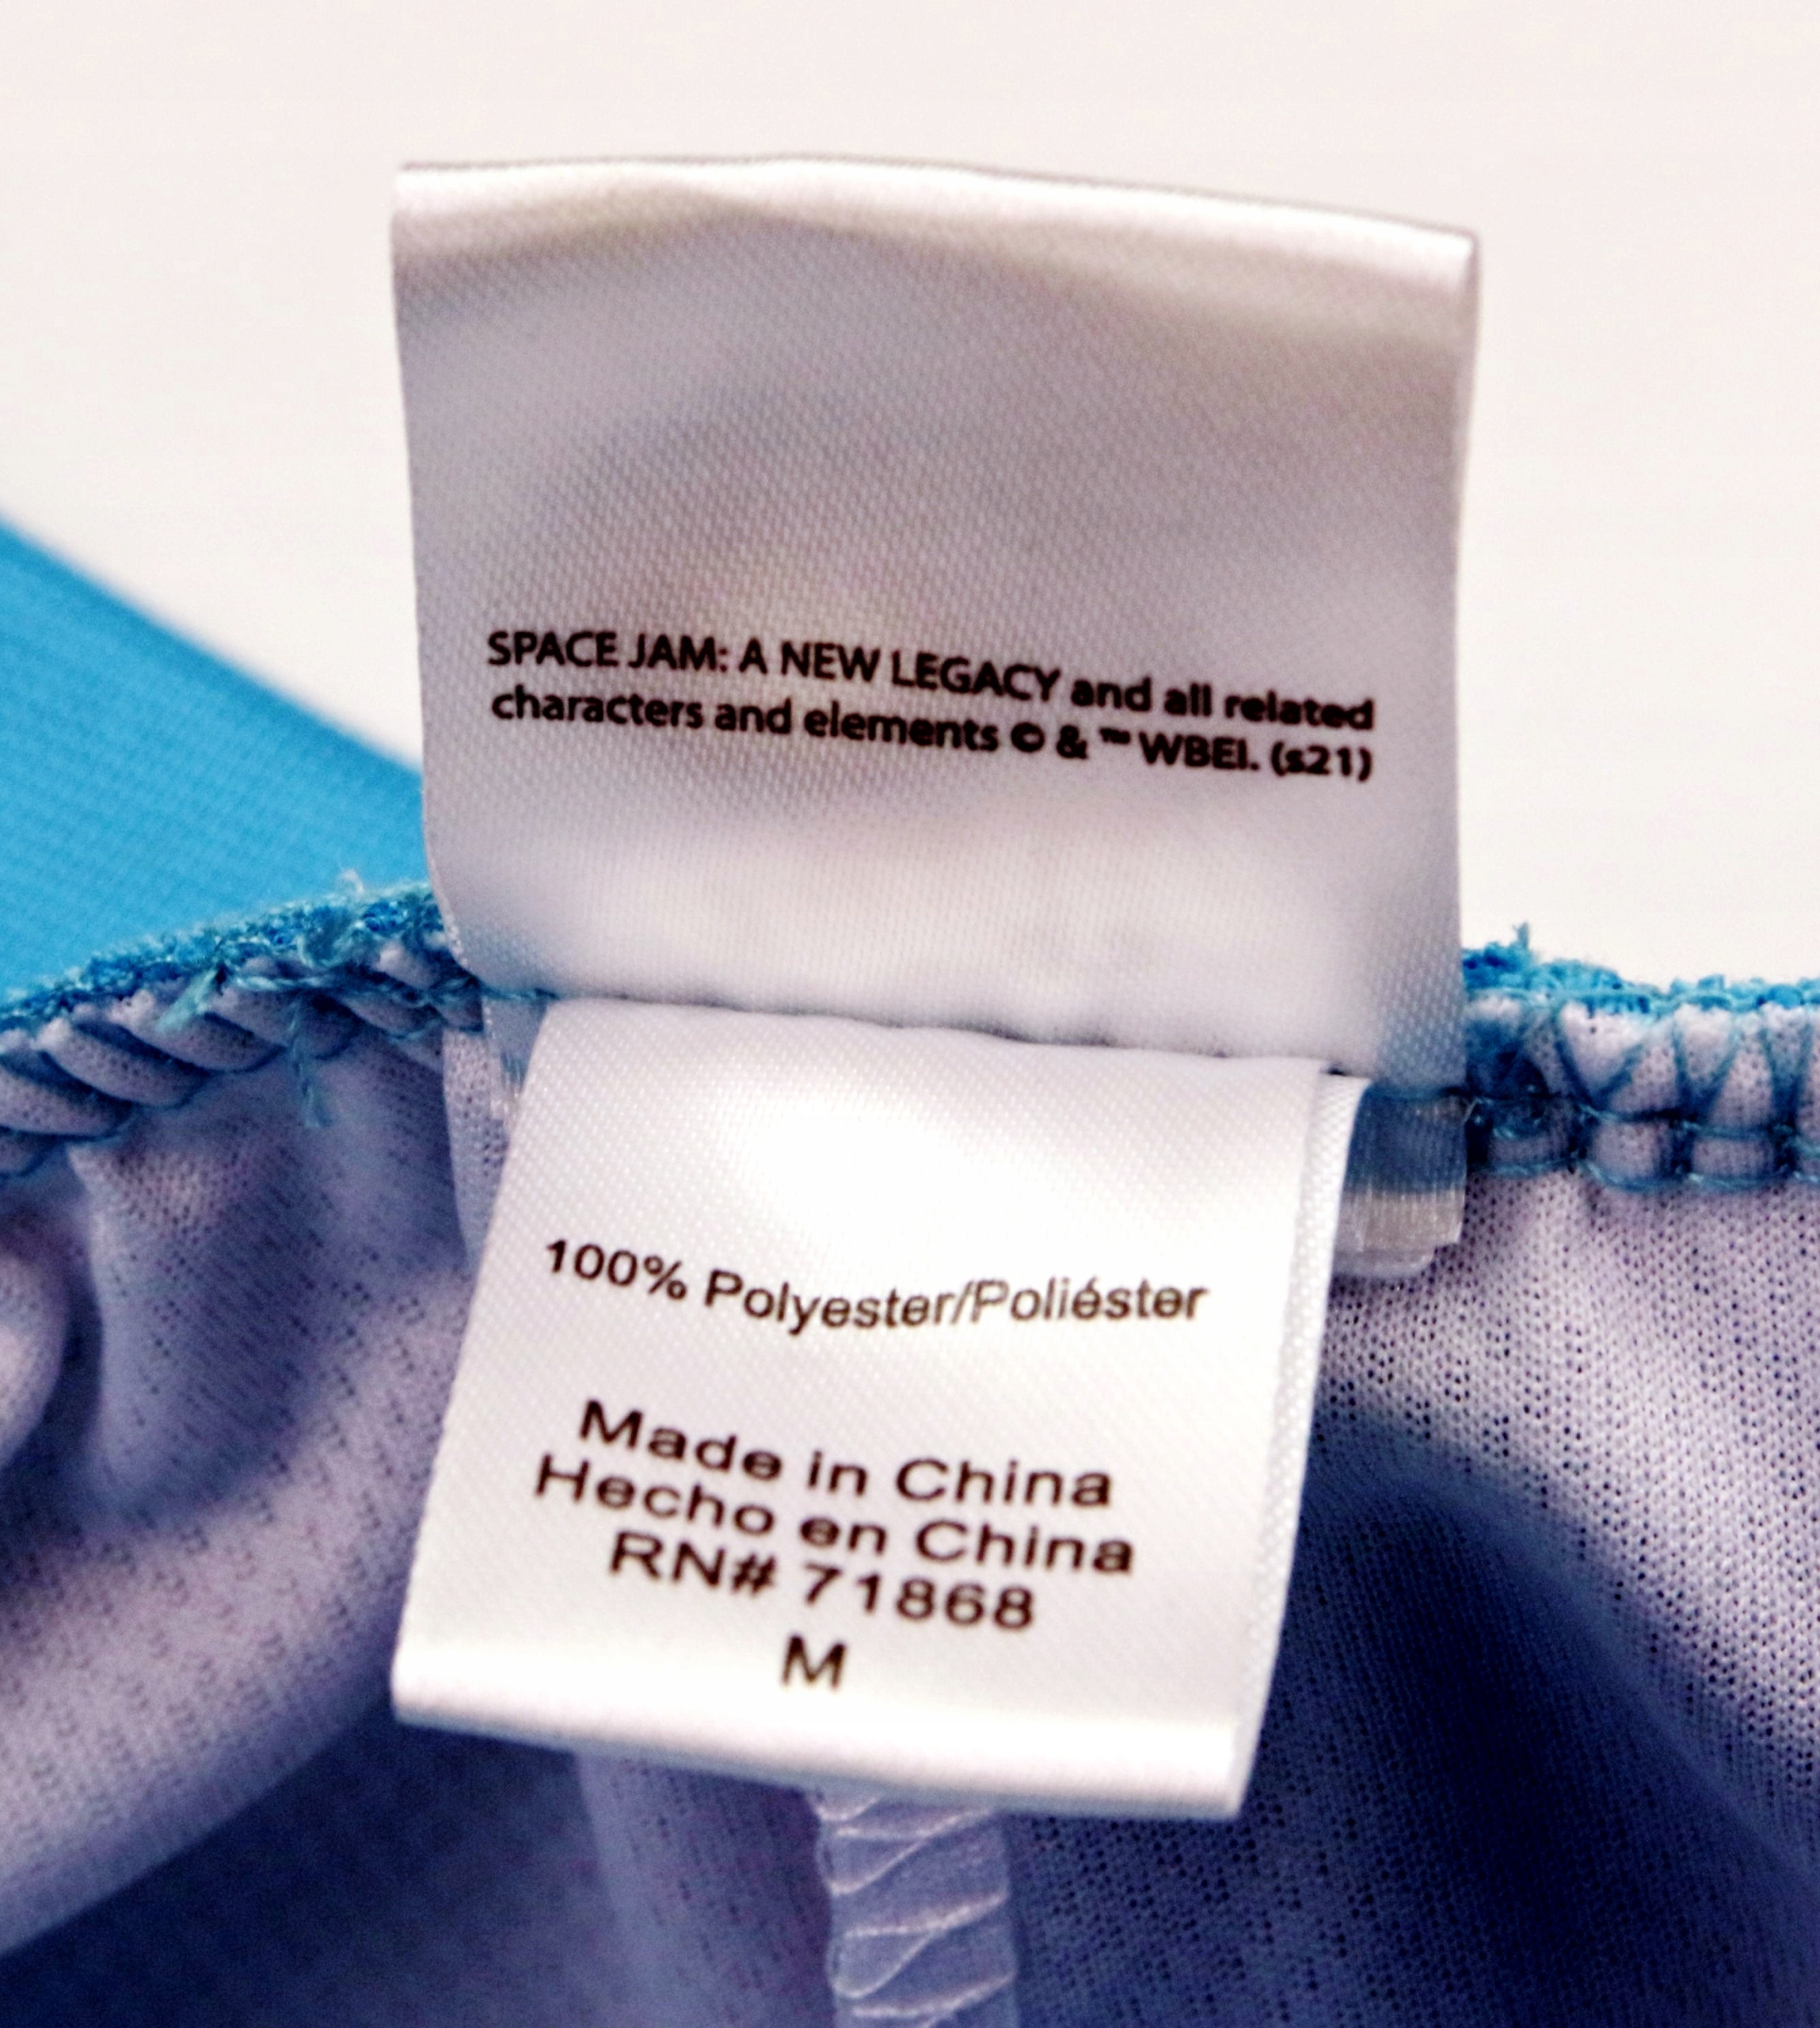 SPACE JAM: A NEW LEGACY and all related
characters and elements © & ™ WBEI. (s21)
100% Polyester/Poliéster
Made in China
Hecho en China
RN# 71868
M